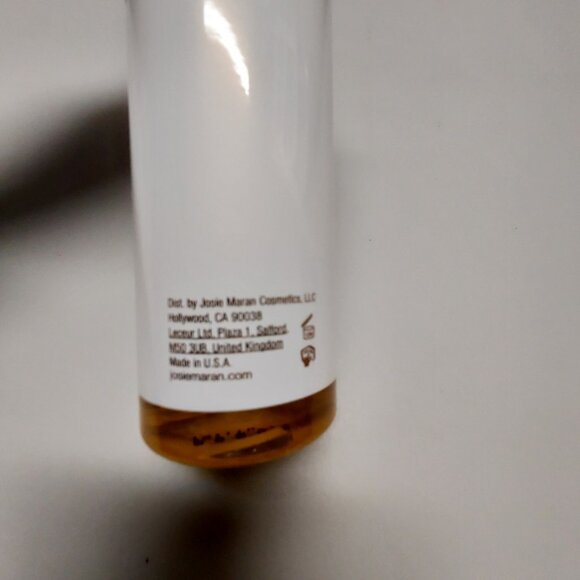 Dist. by Josie Maran Cosmetics, LLC
Hollywood, CA 90038
Leceur Ltd, Plaza 1, Salford,
M50 3UB, United Kingdom
Made in U.S.A.
josiemaran.com